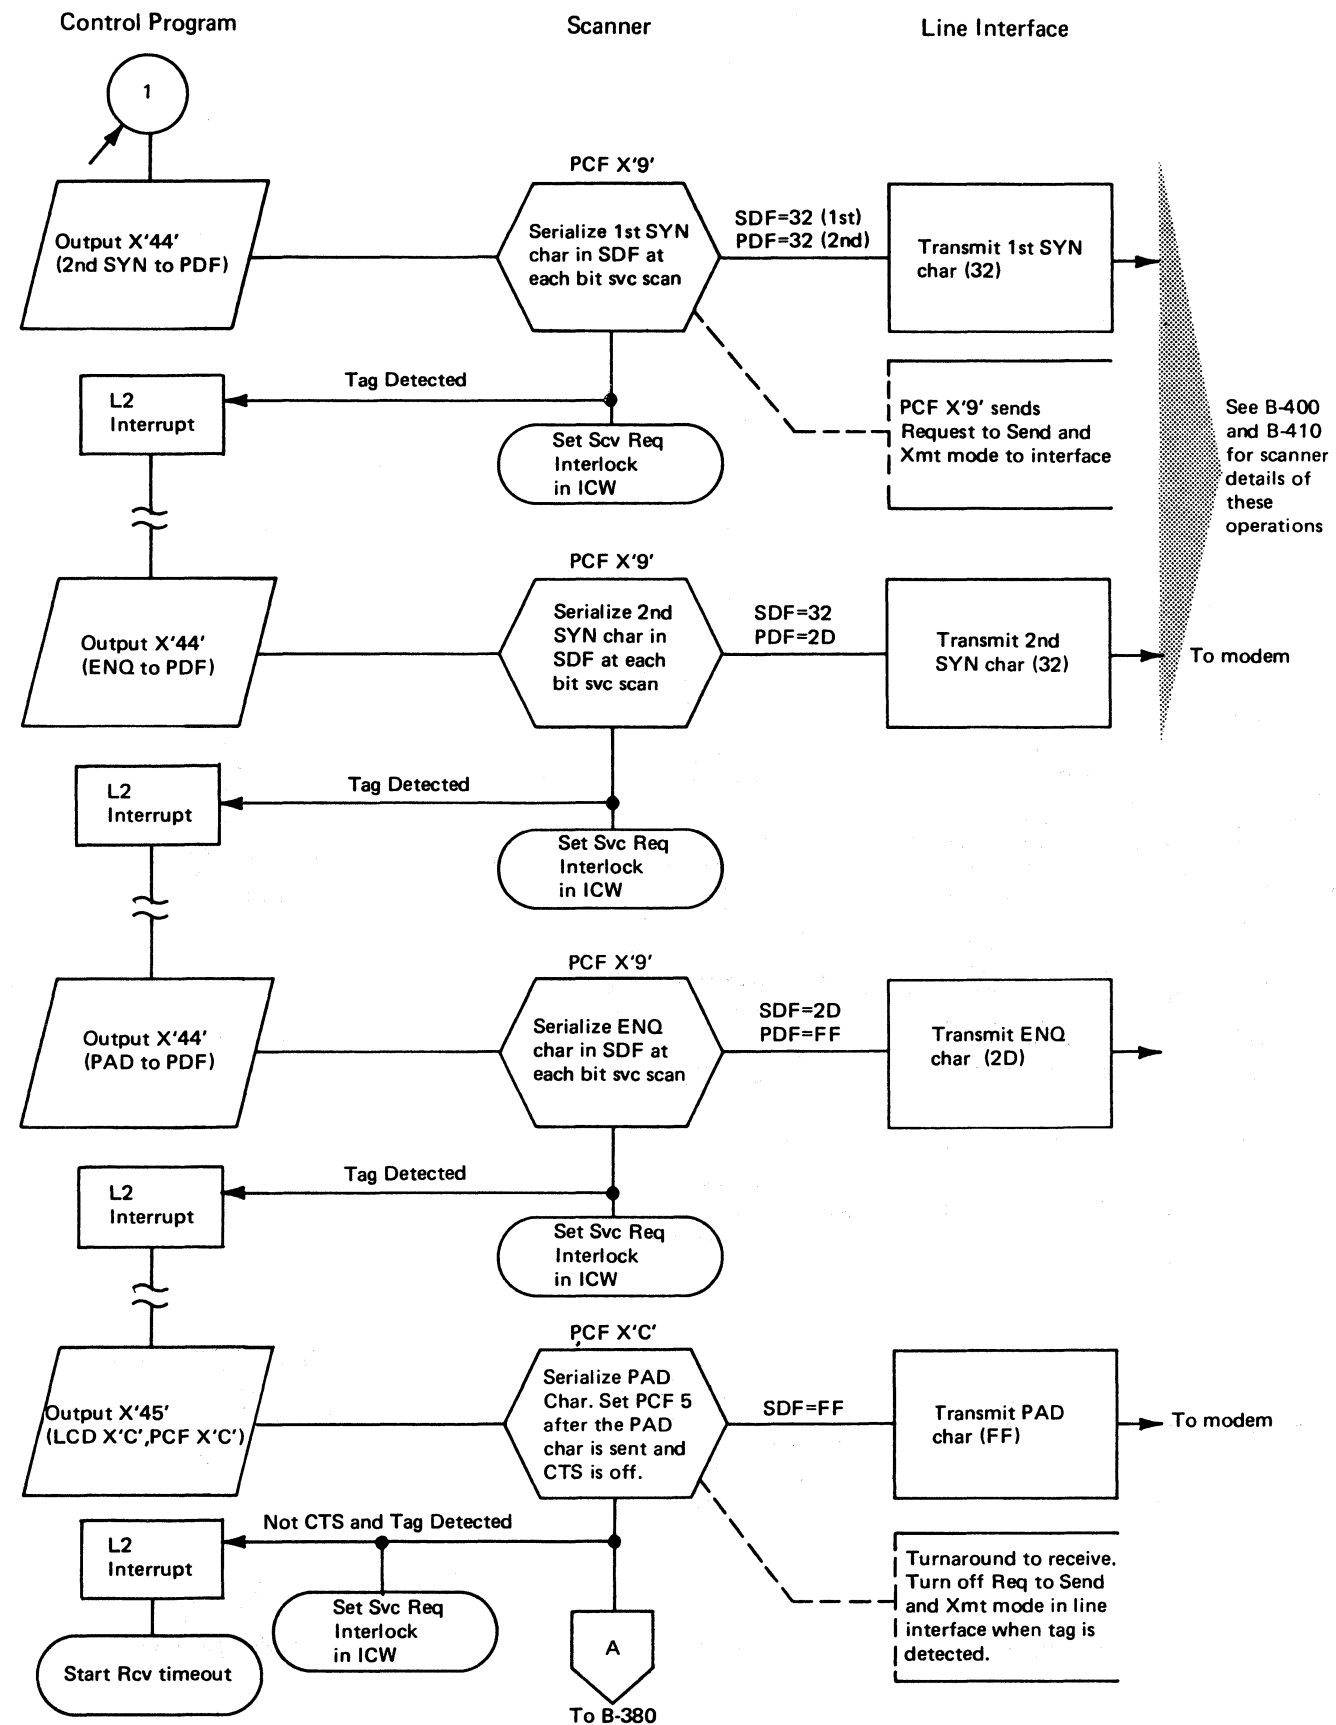 Control Program
Scanner
Line Interface
1
PCF X'9'
Output X'44'
(2nd SYN to PDF)
Serialize 1st SYN
char in SDF at
each bit svc scan
SDF=32 (1st)
PDF=32 (2nd)
Transmit 1st SYN
char (32)
Tag Detected
L2
Interrupt
Set Scv Req
Interlock
in ICW
PCF X'9' sends
Request to Send and
Xmt mode to interface
See B-400
and B-410
for scanner
details of
these
operations
PCF X'9'
Output X'44'
(ENQ to PDF)
Serialize 2nd
SYN char in
SDF at each
bit svc scan
SDF=32
PDF=2D
Transmit 2nd
SYN char (32)
To modem
Tag Detected
L2
Interrupt
Set Svc Req
Interlock
in ICW
PCF X'9'
Output X'44'
(PAD to PDF)
Serialize ENQ
char in SDF at
each bit svc scan
SDF=2D
PDF=FF
Transmit ENQ
char (2D)
Tag Detected
L2
Interrupt
Set Svc Req
Interlock
in ICW
PCF X'C'
Output X'45'
(LCD X'C',PCF X'C')
Serialize PAD
Char. Set PCF 5
after the PAD
char is sent and
CTS is off.
SDF=FF
Transmit PAD
char (FF)
To modem
Not CTS and Tag Detected
L2
Interrupt
Set Svc Req
Interlock
in ICW
Turnaround to receive.
Turn off Req to Send
and Xmt mode in line
interface when tag is
detected.
Start Rcv timeout
A
To B-380